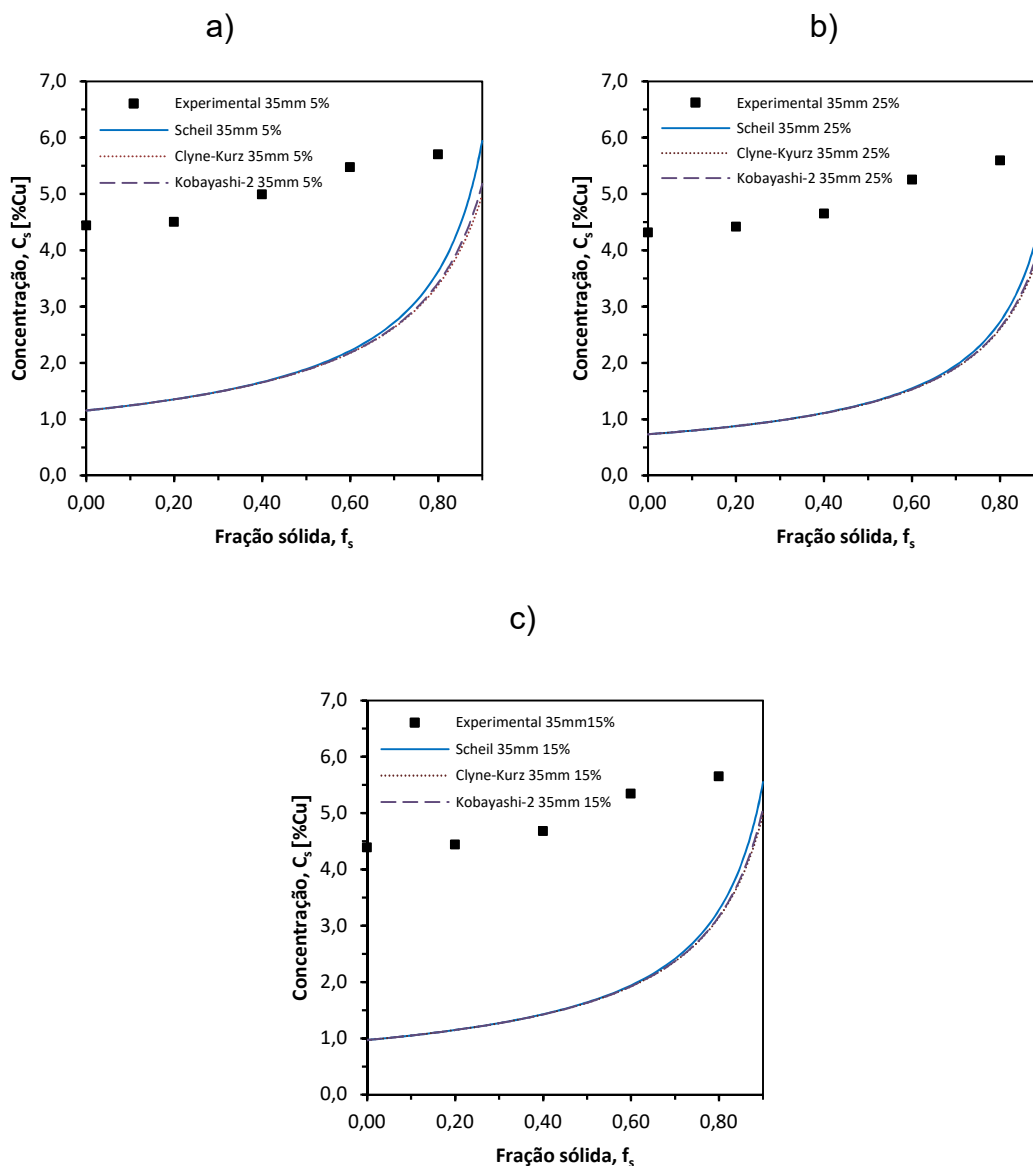 a)
7,0
6,0
5,0
4,0
3,0
2,0
1,0
0,0
Concentração, Cs [%Cu]
Experimental 35mm 5%
Scheil 35mm 5%
Clyne-Kurz 35mm 5%
Kobayashi-2 35mm 5%
0,00 0,20 0,40 0,60 0,80
Fração sólida, fs
b)
7,0
6,0
5,0
4,0
3,0
2,0
1,0
0,0
Concentração, Cs [%Cu]
Experimental 35mm 25%
Scheil 35mm 25%
Clyne-Kyurz 35mm 25%
Kobayashi-2 35mm 25%
0,00 0,20 0,40 0,60 0,80
Fração sólida, fs
c)
7,0
6,0
5,0
4,0
3,0
2,0
1,0
0,0
Concentração, Cs [%Cu]
Experimental 35mm15%
Scheil 35mm 15%
Clyne-Kurz 35mm 15%
Kobayashi-2 35mm 15%
0,00 0,20 0,40 0,60 0,80
Fração sólida, fs